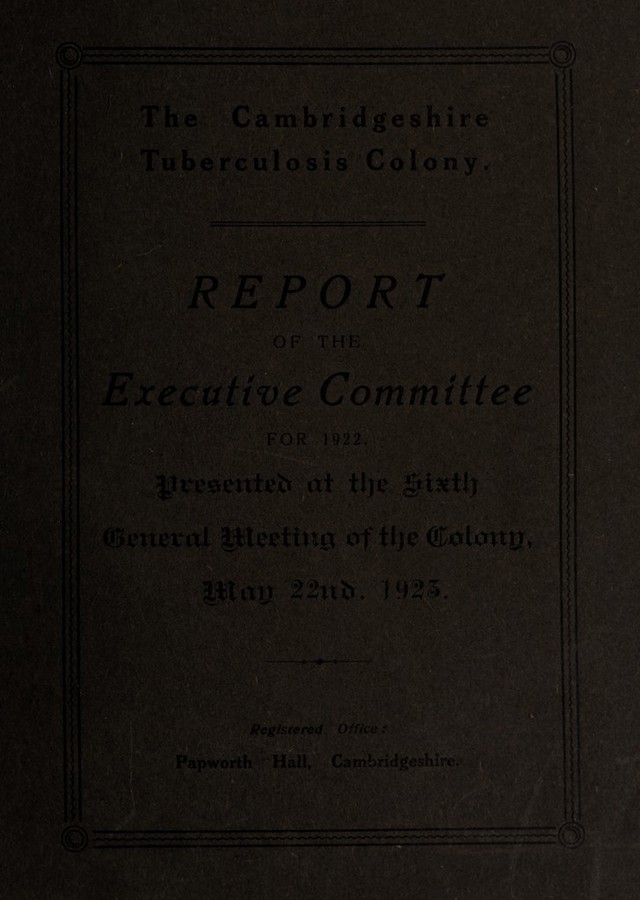 The Cambridgeshire
Tuberculosis Colony.
REPORT
OF THE
Executive Committee
FOR 1922.
Presented at the Sixth
General Meeting of the Colony,
May 22nd. 1923.
Registered Office:
Papworth Hall, Cambridgeshire.